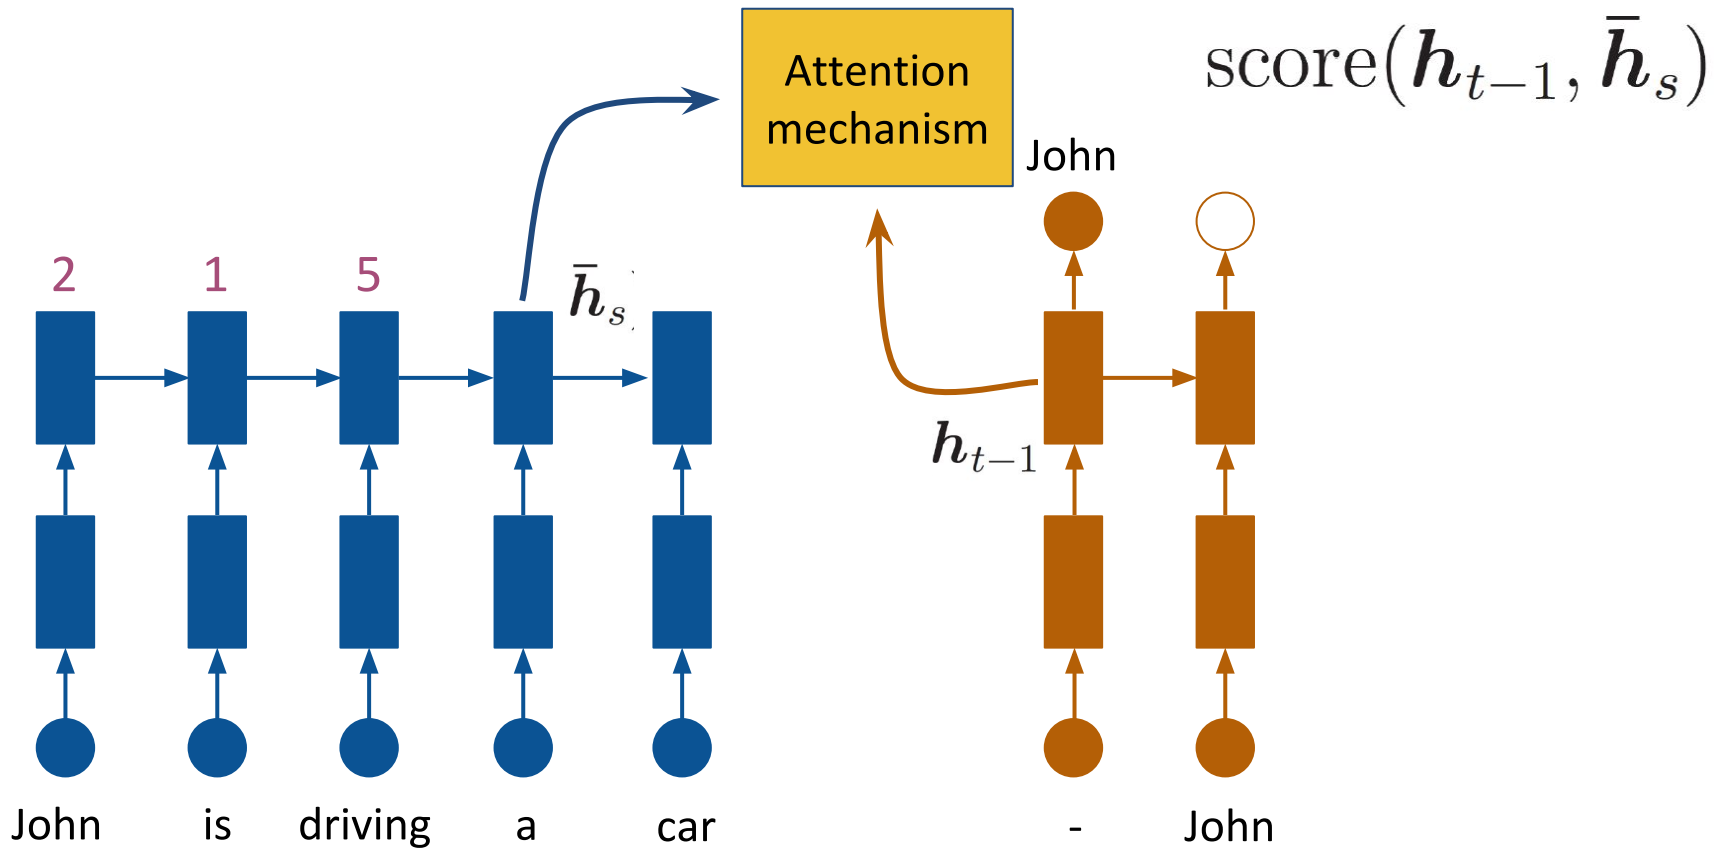 Attention
mechanism
score(h_{t−1}, h̄_s)
John
2 1 5
h̄_s
h_{t−1}
John is driving a car - John